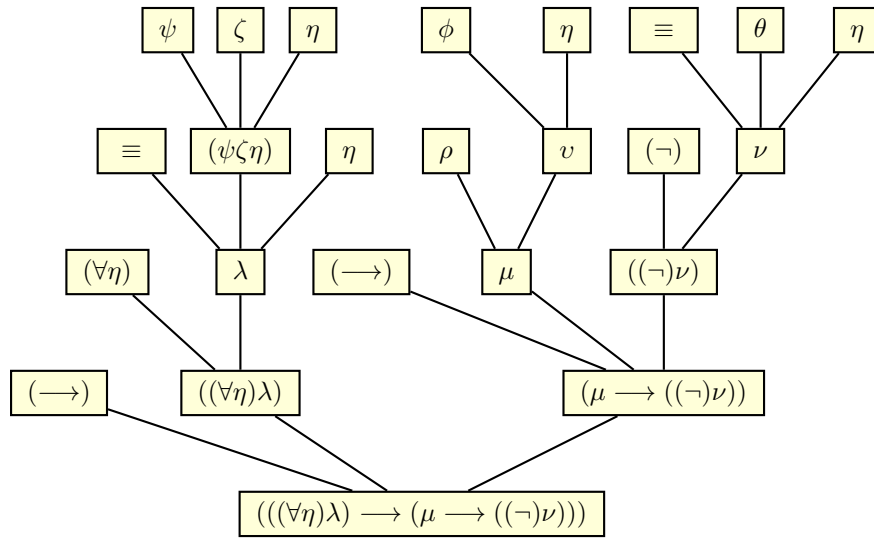 ψ ζ η φ η ≡ θ η
≡ (ψζη) η ρ υ (¬) ν
(∀η) λ (⟶) μ ((¬)ν)
(⟶) ((∀η)λ) (μ ⟶ ((¬)ν))
(((∀η)λ) ⟶ (μ ⟶ ((¬)ν)))